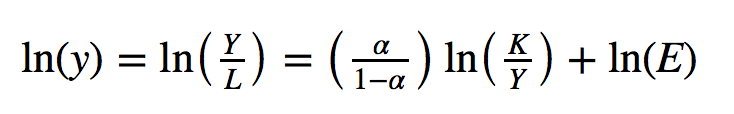 ln(y) = ln(Y/L) = (α/(1−α)) ln(K/Y) + ln(E)